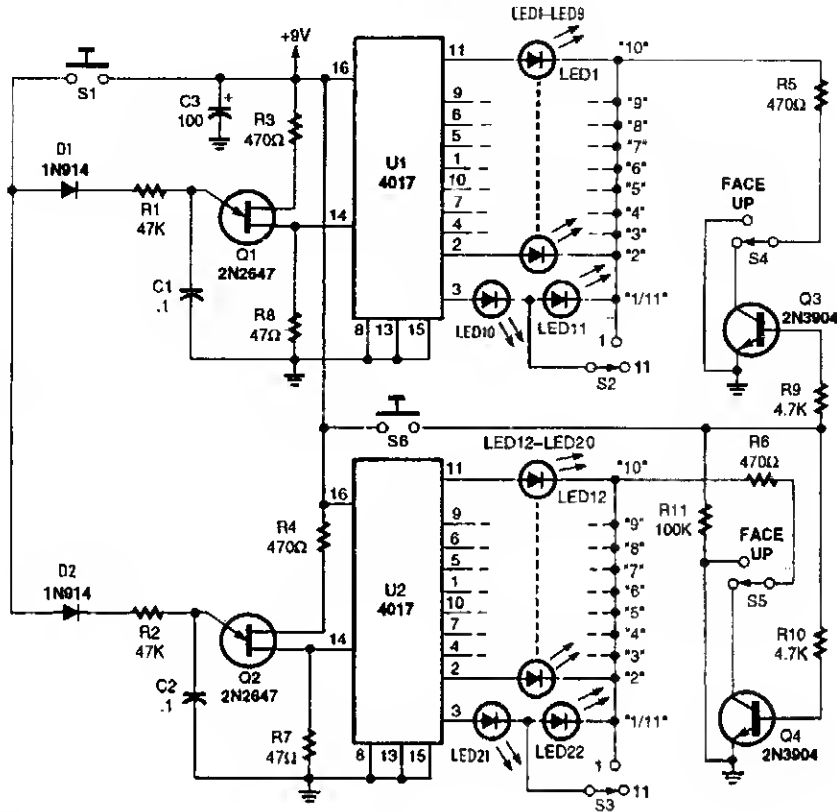 LED1–LED9
+9V
S1
C3
100
+
R3
470Ω
16
11
LED1
"10"
R5
470Ω
9
"9"
6
"8"
5
"7"
1
"6"
10
"5"
7
"4"
4
"3"
2
"2"
3
"1/11"
U1
4017
D1
1N914
R1
47K
Q1
2N2647
14
C1
.1
R8
47Ω
8
13
15
LED10
LED11
1
11
S2
FACE
UP
S4
Q3
2N3904
R9
4.7K
S6
LED12–LED20
16
11
LED12
"10"
R6
470Ω
9
"9"
6
"8"
5
"7"
1
"6"
10
"5"
7
"4"
4
"3"
2
"2"
3
"1/11"
R4
470Ω
U2
4017
R11
100K
FACE
UP
S5
D2
1N914
R2
47K
Q2
2N2647
14
C2
.1
R7
47Ω
8
13
15
LED21
LED22
1
11
S3
R10
4.7K
Q4
2N3904